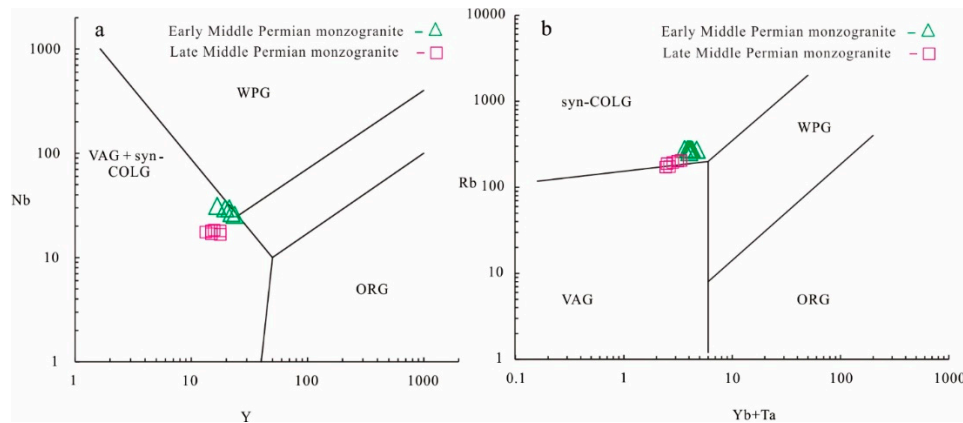 a
Early Middle Permian monzogranite
Late Middle Permian monzogranite
1000
100
10
1
Nb
WPG
VAG + syn-
COLG
ORG
1
10
100
1000
Y
b
Early Middle Permian monzogranite
Late Middle Permian monzogranite
10000
1000
100
10
1
Rb
syn-COLG
WPG
VAG
ORG
0.1
1
10
100
1000
Yb+Ta